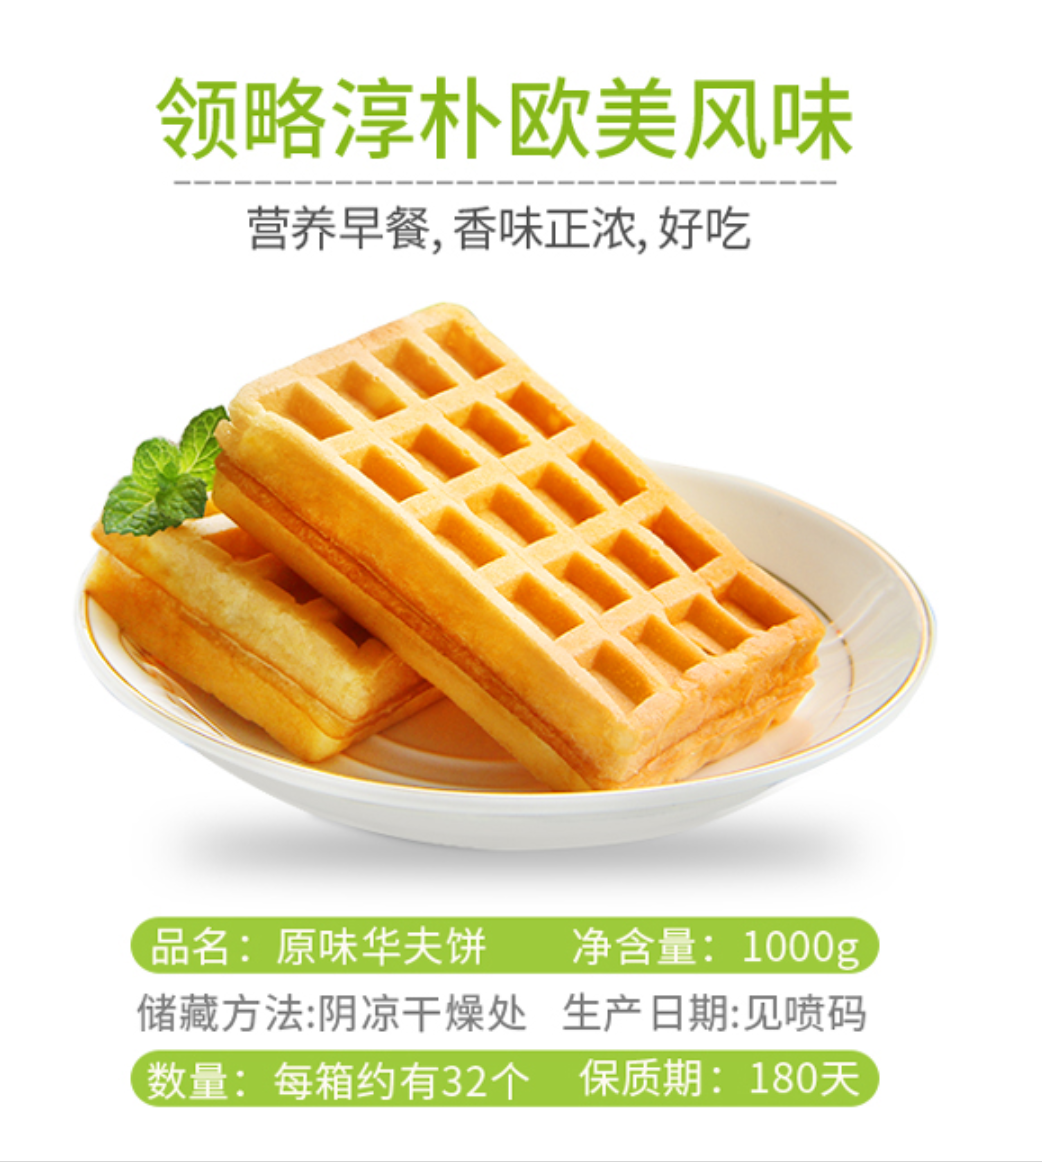 领略淳朴欧美风味
营养早餐,香味正浓,好吃
品名：原味华夫饼 净含量：1000g
储藏方法:阴凉干燥处 生产日期:见喷码
数量：每箱约有32个 保质期：180天